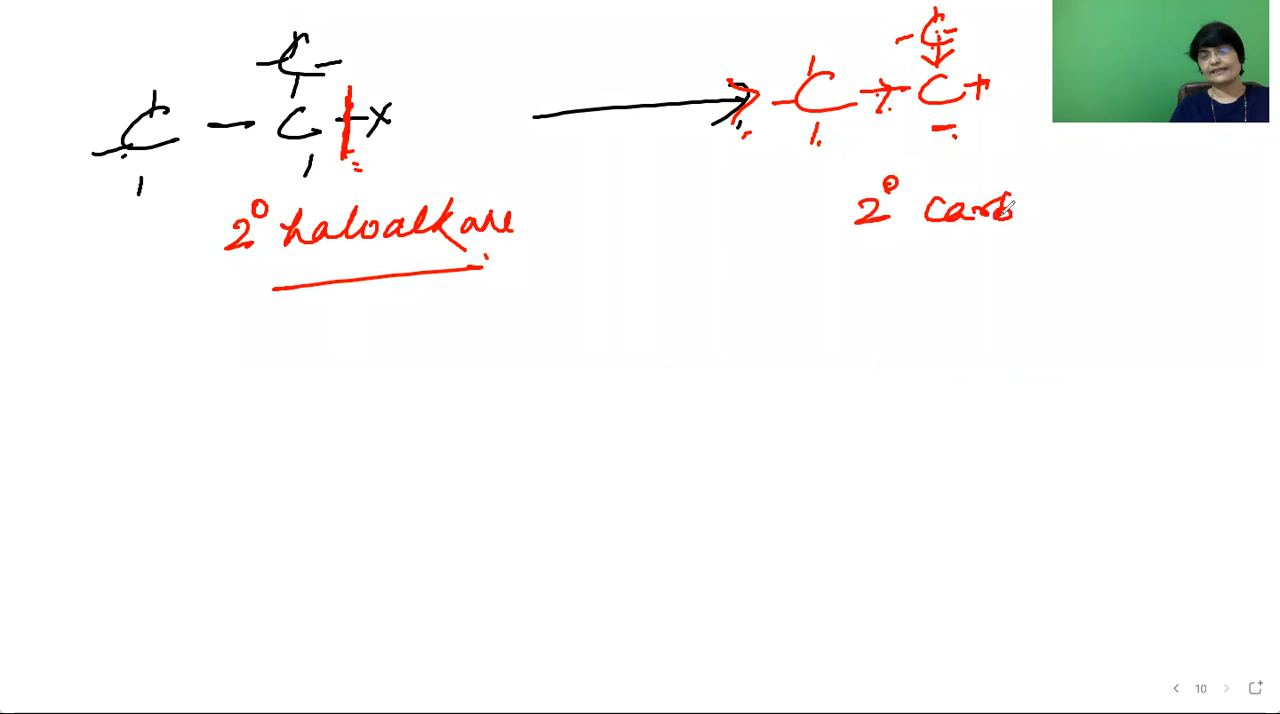 C
C
C - C - X
C → C+
2° haloalkane
2° carb
10